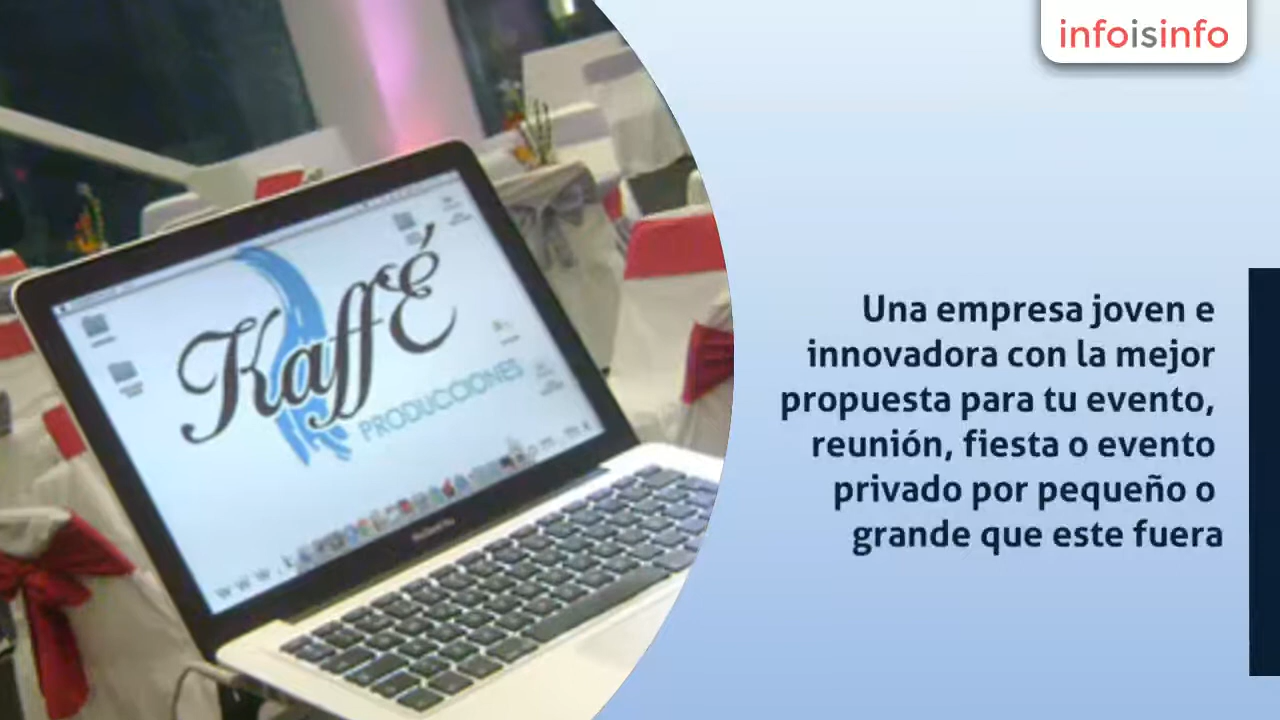 infoisinfo
KaffÉ
PRODUCCIONES
Una empresa joven e
innovadora con la mejor
propuesta para tu evento,
reunión, fiesta o evento
privado por pequeño o
grande que este fuera